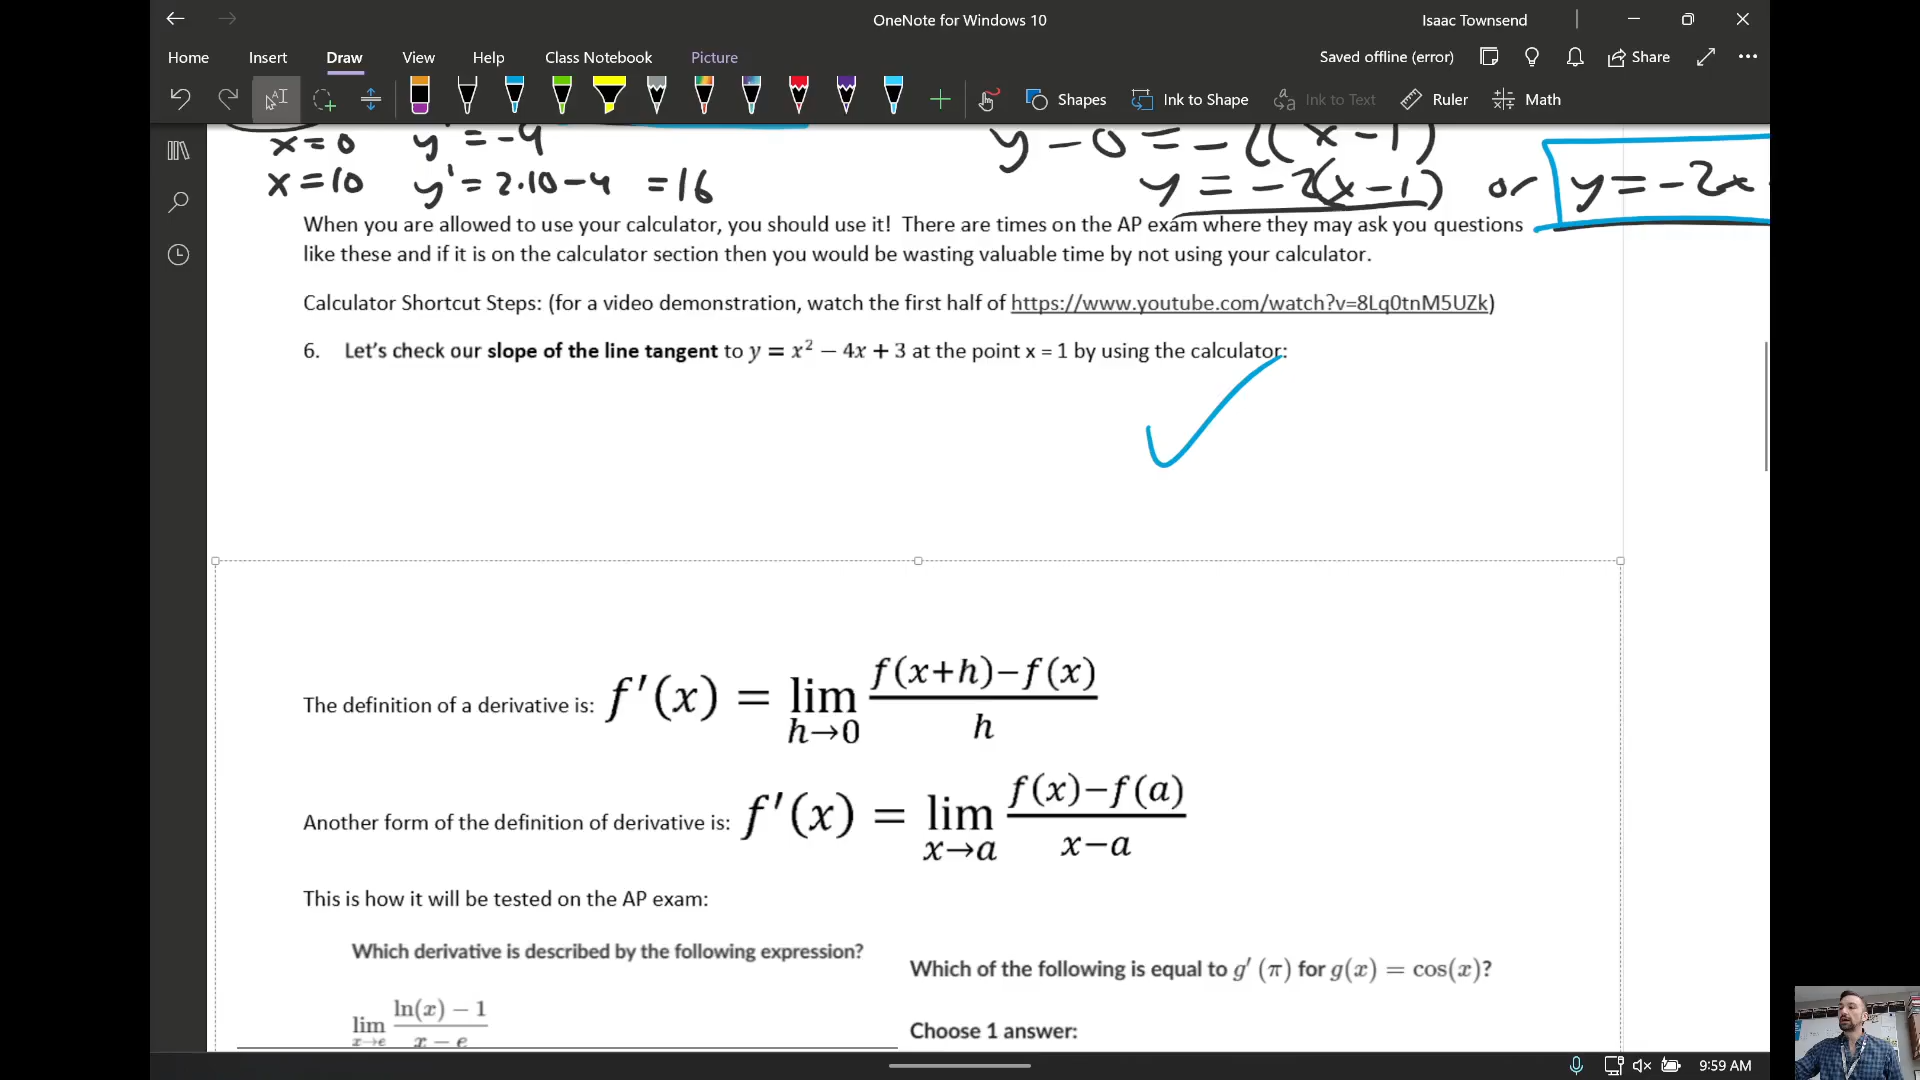 OneNote for Windows 10
Isaac Townsend
Home Insert Draw View Help Class Notebook Picture
Saved offline (error) Share
Shapes Ink to Shape Ink to Text Ruler Math
x=0 y' = -4
y - 0 = -2(x-1)
x=10 y' = 2·10-4 = 16
y = -2(x-1) or y = -2x
When you are allowed to use your calculator, you should use it! There are times on the AP exam where they may ask you questions
like these and if it is on the calculator section then you would be wasting valuable time by not using your calculator.
Calculator Shortcut Steps: (for a video demonstration, watch the first half of https://www.youtube.com/watch?v=8Lq0tnM5UZk)
6. Let's check our slope of the line tangent to y = x² – 4x + 3 at the point x = 1 by using the calculator:
The definition of a derivative is: f'(x) = lim h→0 f(x+h)−f(x) / h
Another form of the definition of derivative is: f'(x) = lim x→a f(x)−f(a) / x−a
This is how it will be tested on the AP exam:
Which derivative is described by the following expression?
lim x→e ln(x) − 1 / x − e
Which of the following is equal to g' (π) for g(x) = cos(x)?
Choose 1 answer:
9:59 AM